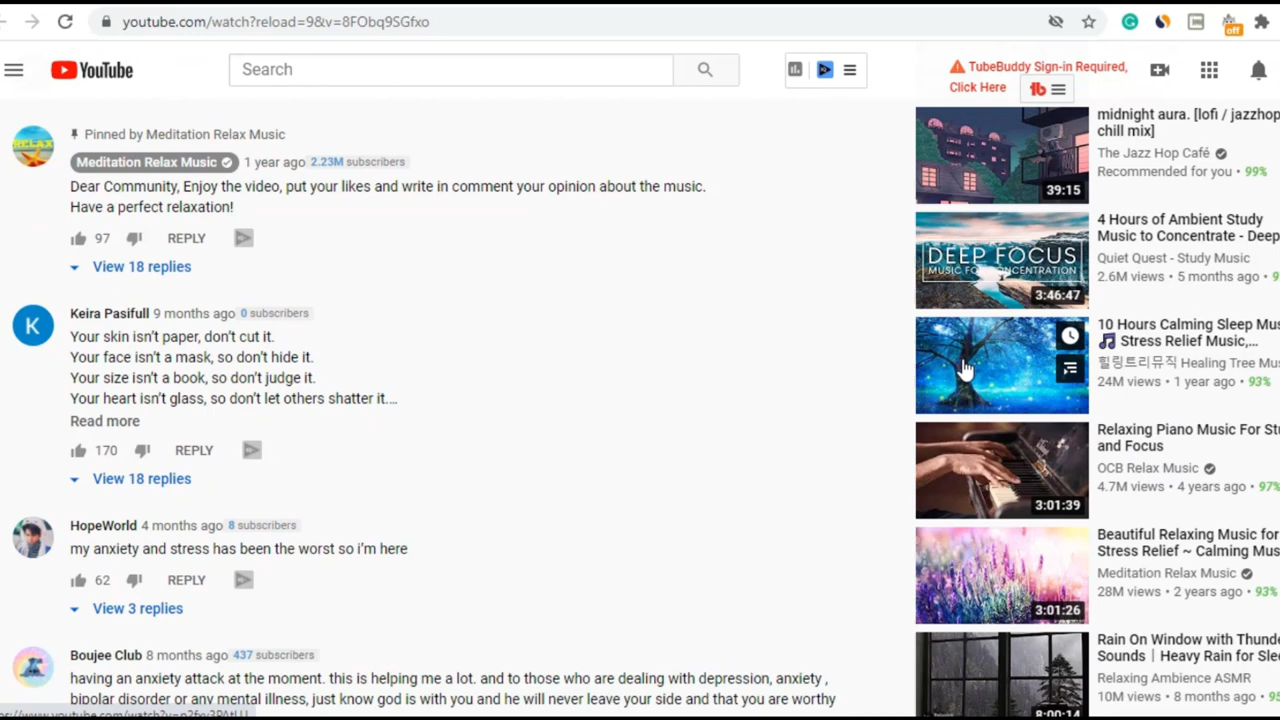 youtube.com/watch?reload=9&v=8FObq9SGfxo
off
YouTube
Search
TubeBuddy Sign-in Required,
Click Here
tb
Pinned by Meditation Relax Music
Meditation Relax Music 1 year ago 2.23M subscribers
Dear Community, Enjoy the video, put your likes and write in comment your opinion about the music.
Have a perfect relaxation!
97 REPLY
View 18 replies
K
Keira Pasifull 9 months ago 0 subscribers
Your skin isn't paper, don't cut it.
Your face isn't a mask, so don't hide it.
Your size isn't a book, so don't judge it.
Your heart isn't glass, so don't let others shatter it....
Read more
170 REPLY
View 18 replies
HopeWorld 4 months ago 8 subscribers
my anxiety and stress has been the worst so i'm here
62 REPLY
View 3 replies
Boujee Club 8 months ago 437 subscribers
having an anxiety attack at the moment. this is helping me a lot. and to those who are dealing with depression, anxiety ,
bipolar disorder or any mental illness, just know god is with you and he will never leave your side and that you are worthy
RELAX
midnight aura. [lofi / jazzhop
chill mix]
The Jazz Hop Café
Recommended for you • 99%
39:15
4 Hours of Ambient Study
Music to Concentrate - Deep
Quiet Quest - Study Music
2.6M views • 5 months ago • 9
DEEP FOCUS
MUSIC FOR CONCENTRATION
3:46:47
10 Hours Calming Sleep Mus
🎵 Stress Relief Music,...
힐링트리뮤직 Healing Tree Mus
24M views • 1 year ago • 93%
Relaxing Piano Music For Stu
and Focus
OCB Relax Music
4.7M views • 4 years ago • 97%
3:01:39
Beautiful Relaxing Music for
Stress Relief ~ Calming Mus
Meditation Relax Music
28M views • 2 years ago • 93%
3:01:26
Rain On Window with Thunde
Sounds | Heavy Rain for Slee
Relaxing Ambience ASMR
10M views • 8 months ago • 9
8:00:14